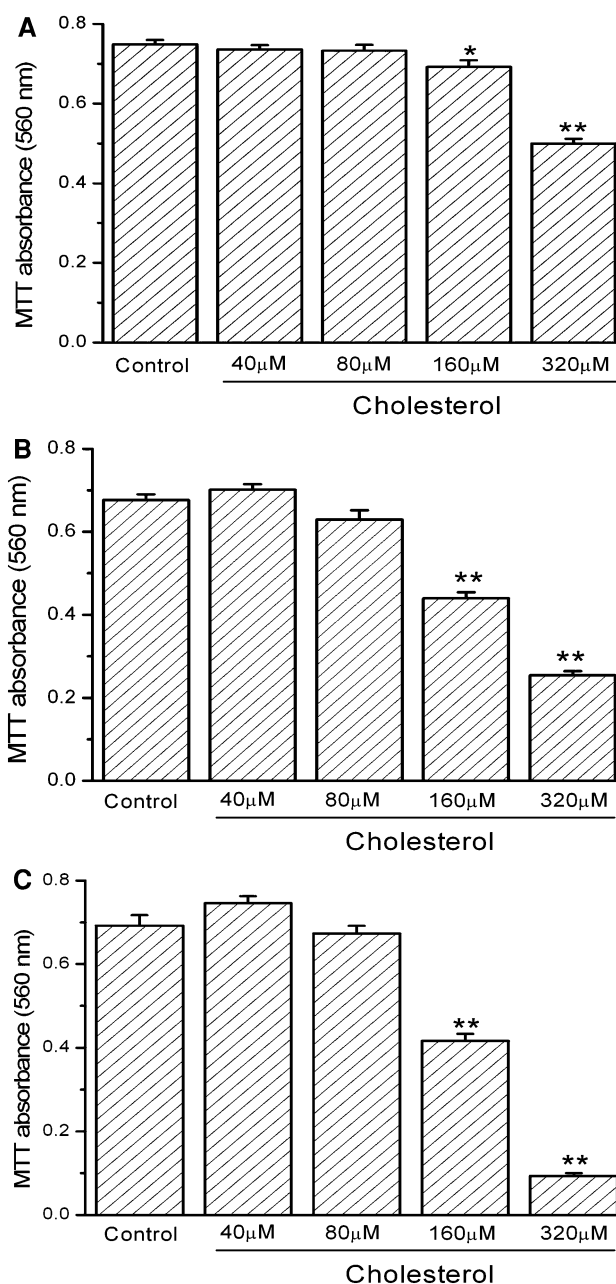 A
MTT absorbance (560 nm)
0.8
0.6
0.4
0.2
0.0
*
**
Control 40μM 80μM 160μM 320μM
Cholesterol
B
MTT absorbance (560 nm)
0.8
0.6
0.4
0.2
0.0
**
**
Control 40μM 80μM 160μM 320μM
Cholesterol
C
MTT absorbance (560 nm)
0.8
0.6
0.4
0.2
0.0
**
**
Control 40μM 80μM 160μM 320μM
Cholesterol